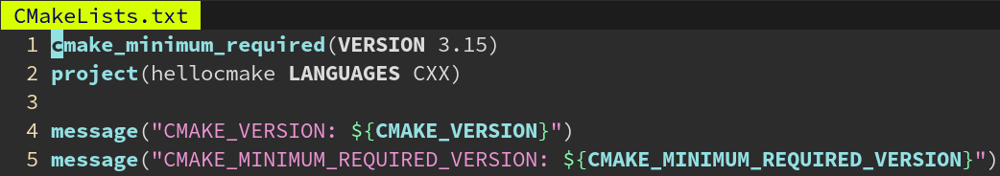 CMakeLists.txt
1 cmake_minimum_required(VERSION 3.15)
2 project(hellocmake LANGUAGES CXX)
3
4 message("CMAKE_VERSION: ${CMAKE_VERSION}")
5 message("CMAKE_MINIMUM_REQUIRED_VERSION: ${CMAKE_MINIMUM_REQUIRED_VERSION}")